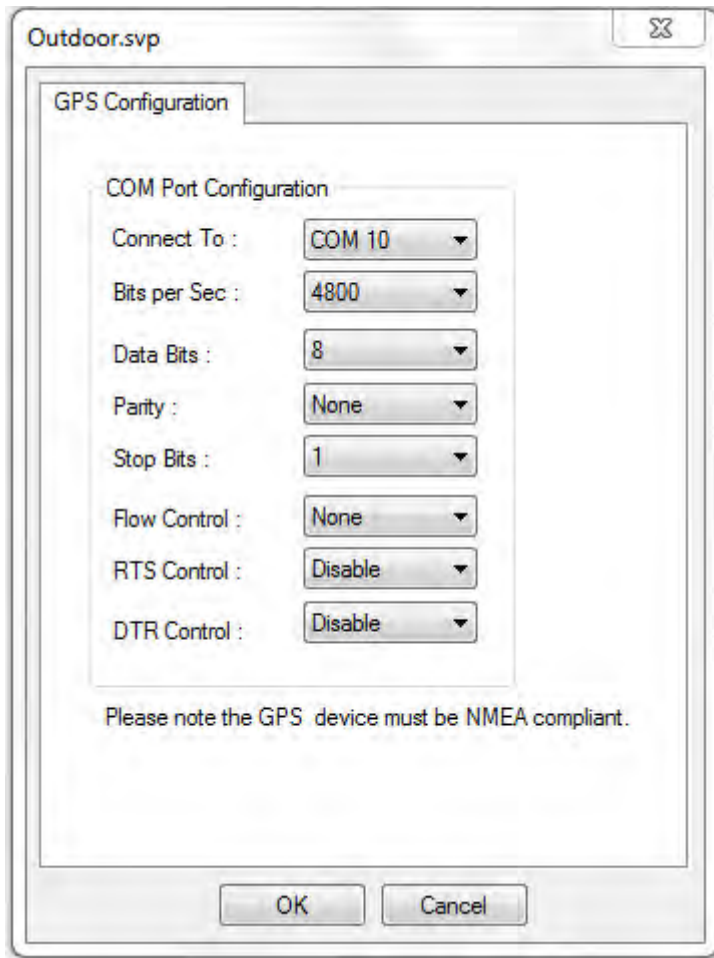 Outdoor.svp
GPS Configuration
COM Port Configuration
Connect To : COM 10
Bits per Sec : 4800
Data Bits : 8
Parity : None
Stop Bits : 1
Flow Control : None
RTS Control : Disable
DTR Control : Disable
Please note the GPS device must be NMEA compliant.
OK Cancel